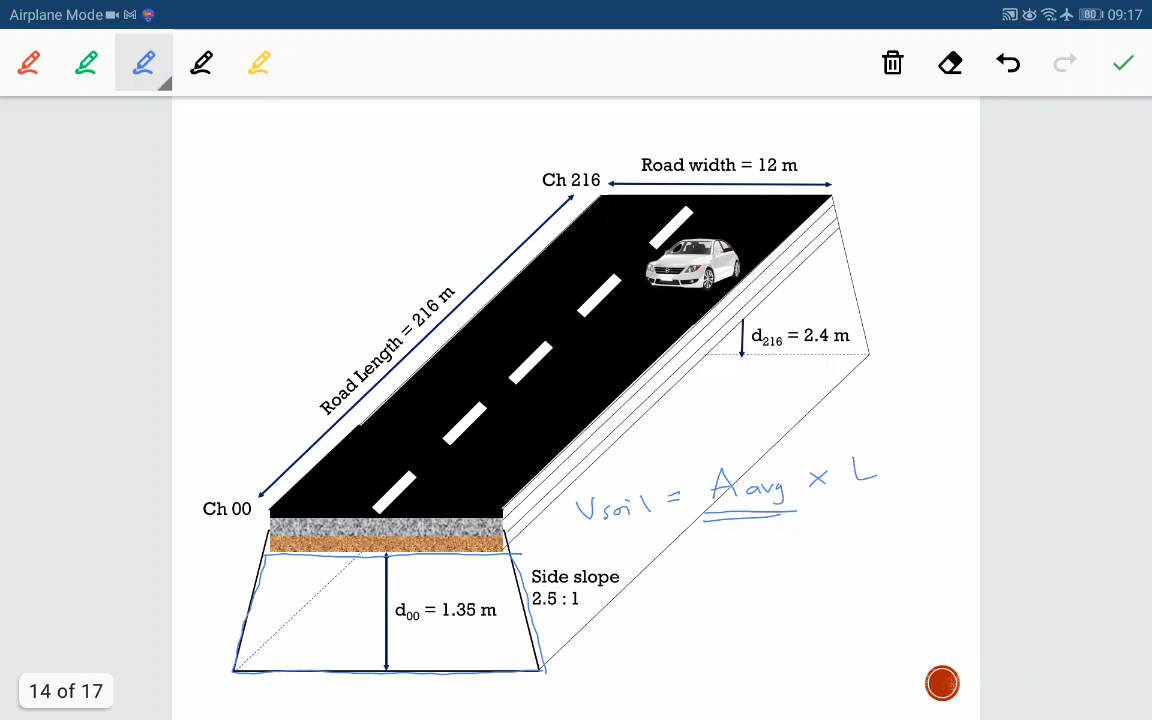 Airplane Mode 80 09:17
Ch 216
Road width = 12 m
Road Length = 216 m
d216 = 2.4 m
Ch 00
Vsoil = A avg × L
Side slope
2.5 : 1
d00 = 1.35 m
14 of 17